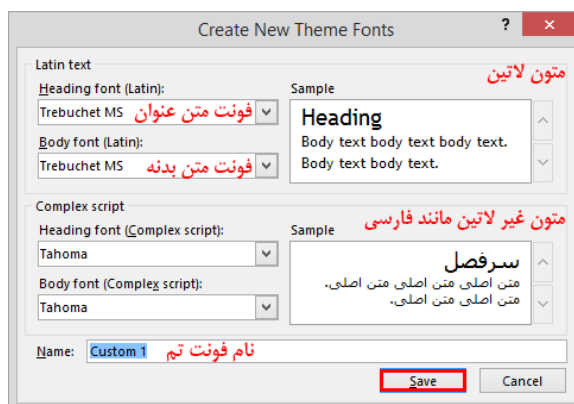 Create New Theme Fonts ? ×
Latin text
متون لاتین
Heading font (Latin):
Sample
Trebuchet MS فونت متن عنوان
Heading
Body text body text body text.
Body text body text.
Body font (Latin):
Trebuchet MS فونت متن بدنه
Complex script
متون غیر لاتین مانند فارسی
Heading font (Complex script):
Sample
Tahoma
سرفصل
متن اصلی متن اصلی متن اصلی.
متن اصلی متن اصلی.
Body font (Complex script):
Tahoma
Name: Custom 1 نام فونت تم
Save Cancel